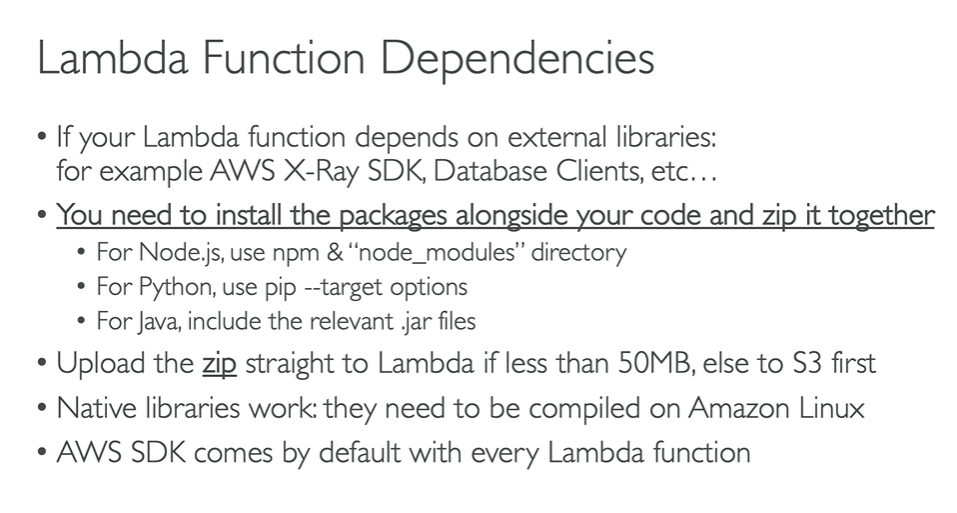 Lambda Function Dependencies
• If your Lambda function depends on external libraries:
for example AWS X-Ray SDK, Database Clients, etc…
• You need to install the packages alongside your code and zip it together
• For Node.js, use npm & “node_modules” directory
• For Python, use pip --target options
• For Java, include the relevant .jar files
• Upload the zip straight to Lambda if less than 50MB, else to S3 first
• Native libraries work: they need to be compiled on Amazon Linux
• AWS SDK comes by default with every Lambda function